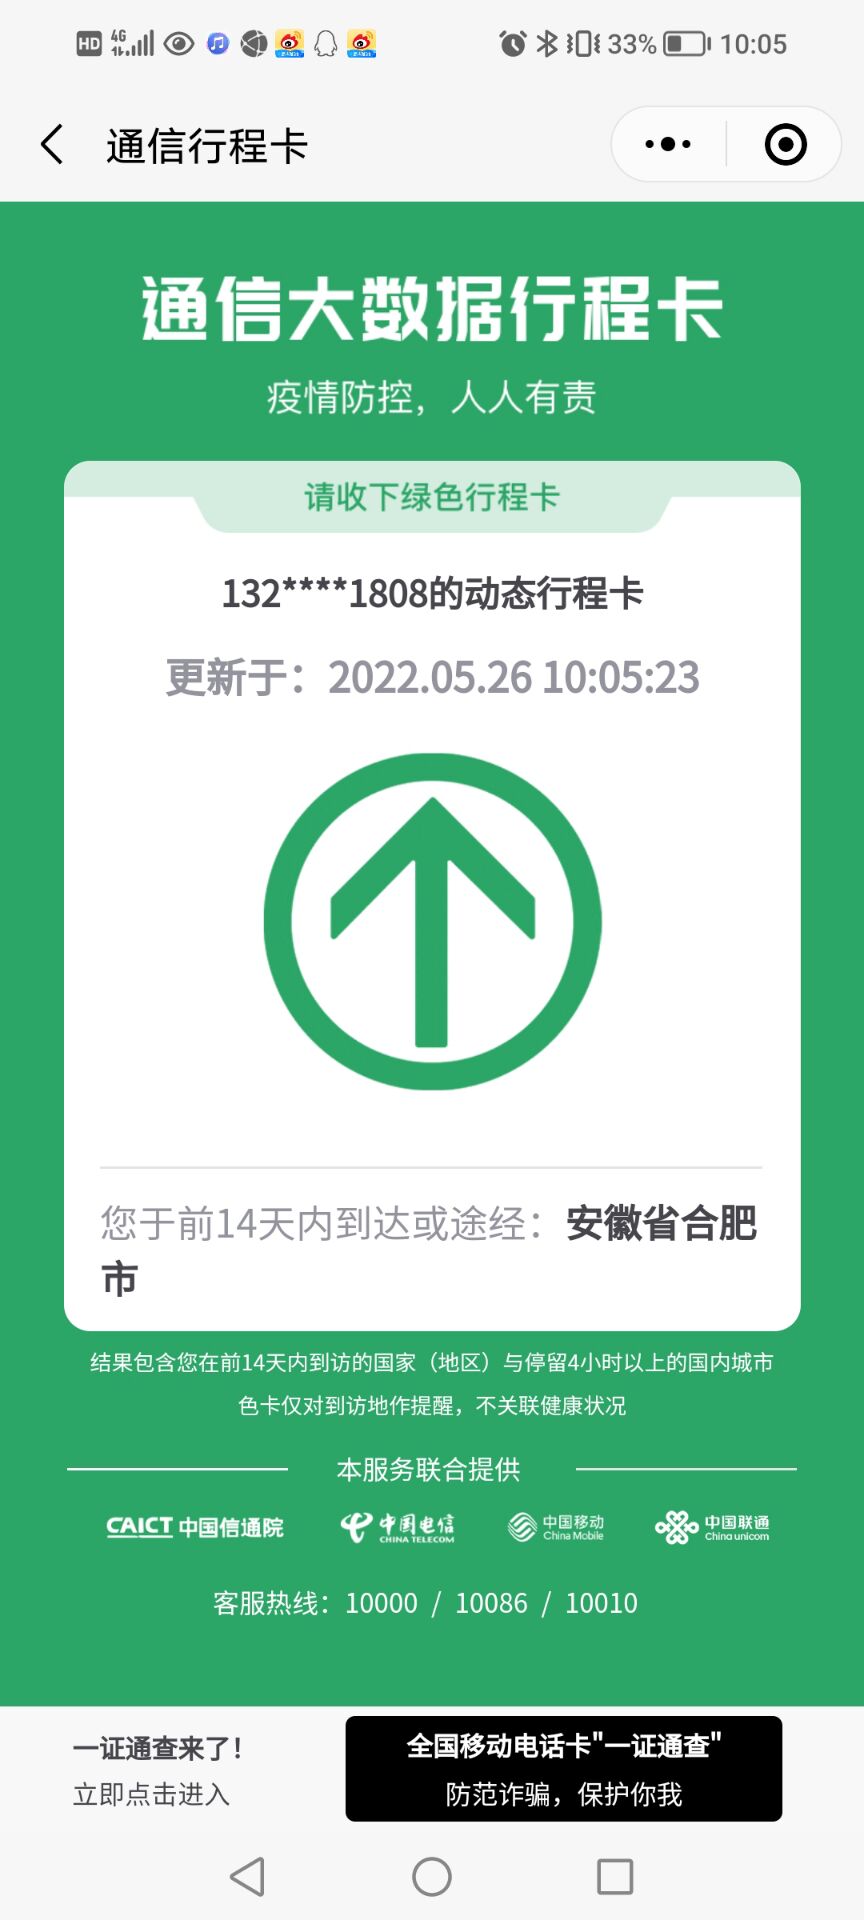 HD 4G 33% 10:05
通信行程卡
通信大数据行程卡
疫情防控，人人有责
请收下绿色行程卡
132****1808的动态行程卡
更新于：2022.05.26 10:05:23
您于前14天内到达或途经：安徽省合肥
市
结果包含您在前14天内到访的国家（地区）与停留4小时以上的国内城市
色卡仅对到访地作提醒，不关联健康状况
本服务联合提供
CAICT 中国信通院 中国电信 CHINA TELECOM 中国移动 China Mobile 中国联通 China unicom
客服热线：10000 / 10086 / 10010
一证通查来了！
立即点击进入
全国移动电话卡"一证通查"
防范诈骗，保护你我